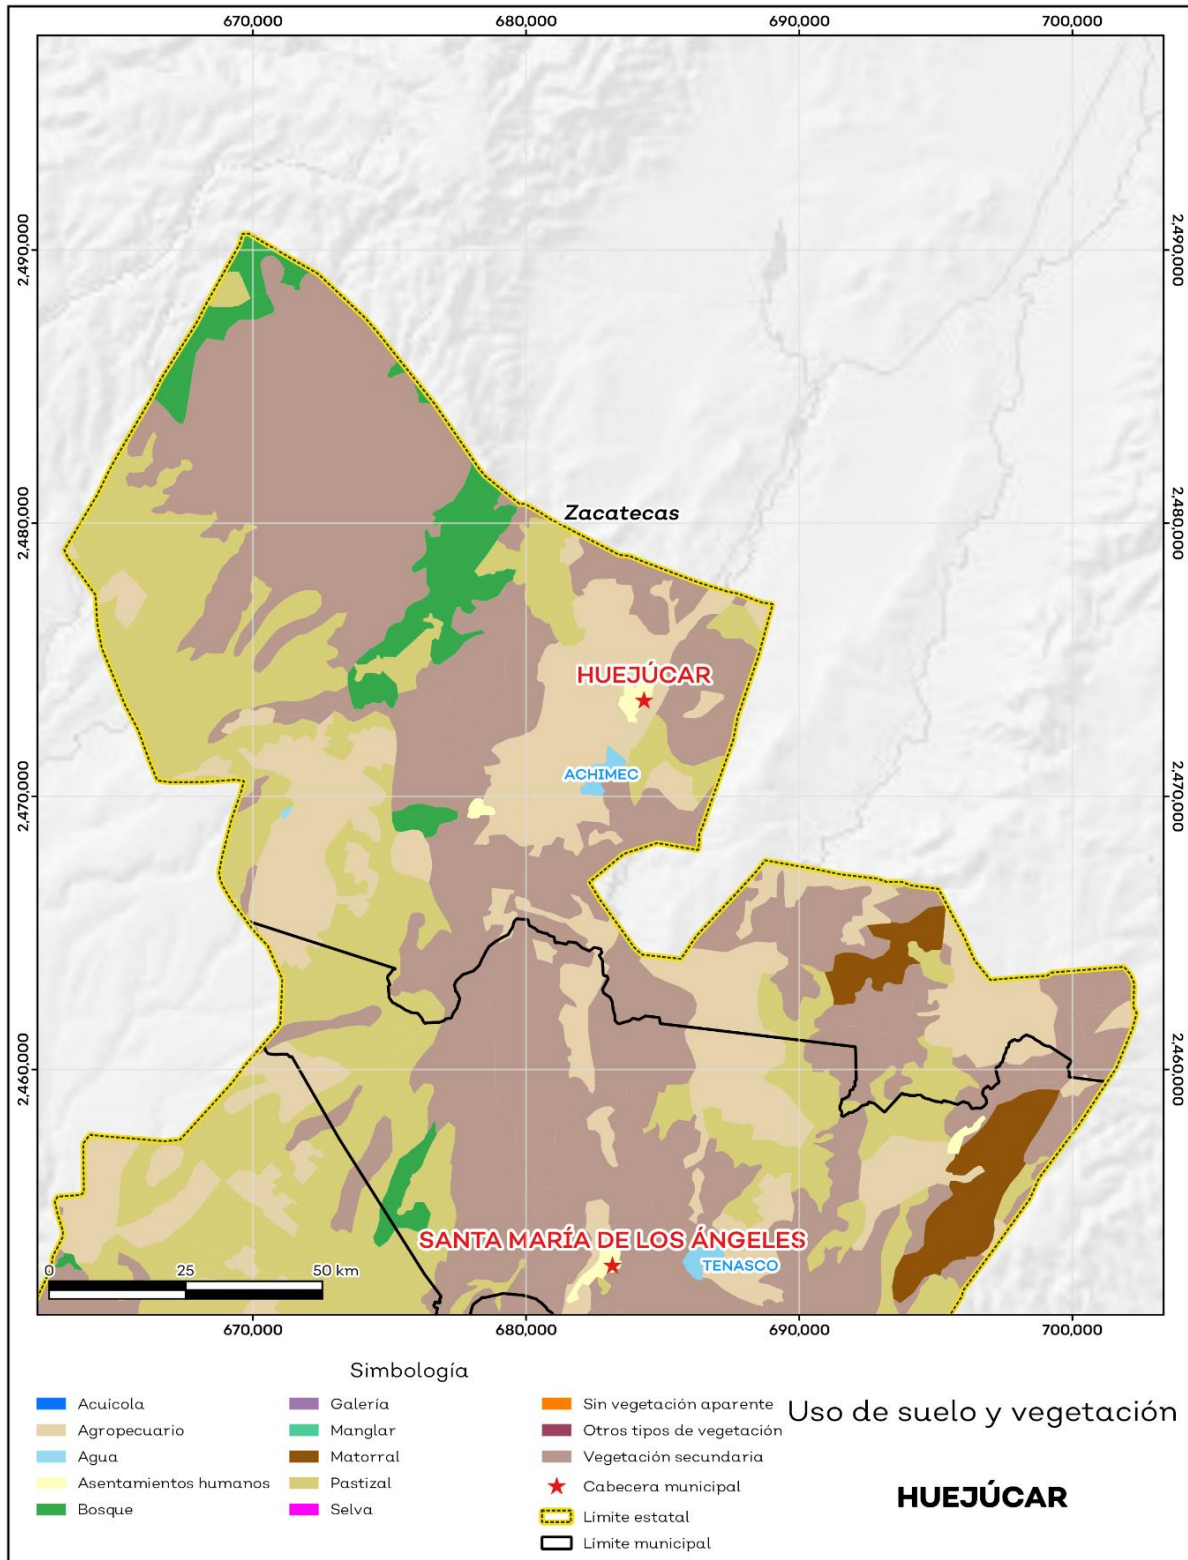 670,000 680,000 690,000 700,000
2,490,000 2,490,000
2,480,000 2,480,000
Zacatecas
HUEJÚCAR
ACHIMEC
2,470,000 2,470,000
2,460,000 2,460,000
SANTA MARÍA DE LOS ÁNGELES
TENASCO
0 25 50 km
670,000 680,000 690,000 700,000
Simbología
Acuícola
Agropecuario
Agua
Asentamientos humanos
Bosque
Galería
Manglar
Matorral
Pastizal
Selva
Sin vegetación aparente
Otros tipos de vegetación
Vegetación secundaria
Cabecera municipal
Límite estatal
Límite municipal
Uso de suelo y vegetación
HUEJÚCAR